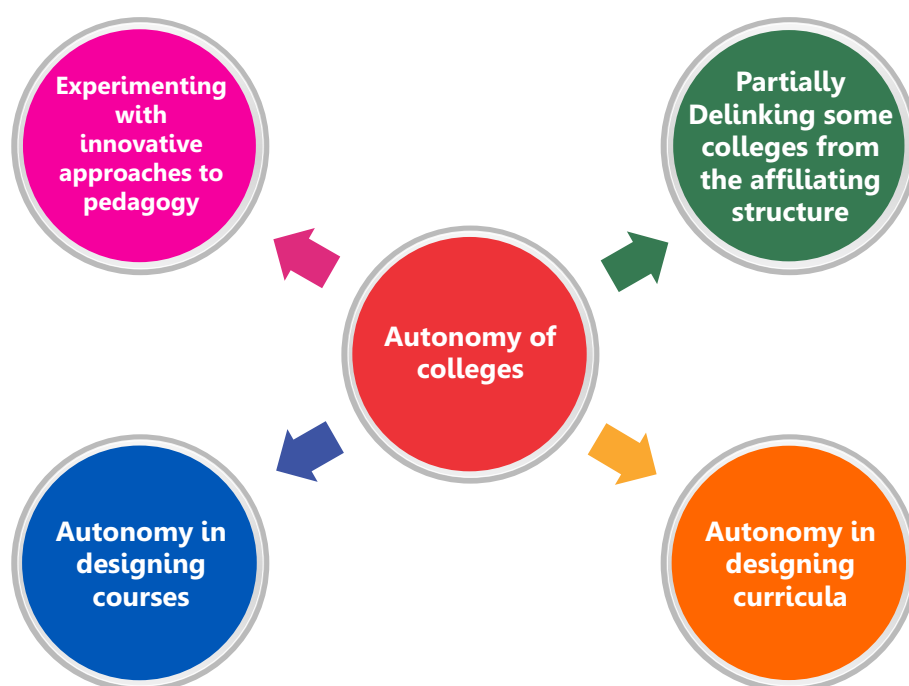 Experimenting
with
innovative
approaches to
pedagogy
Partially
Delinking some
colleges from
the affiliating
structure
Autonomy of
colleges
Autonomy in
designing
courses
Autonomy in
designing
curricula